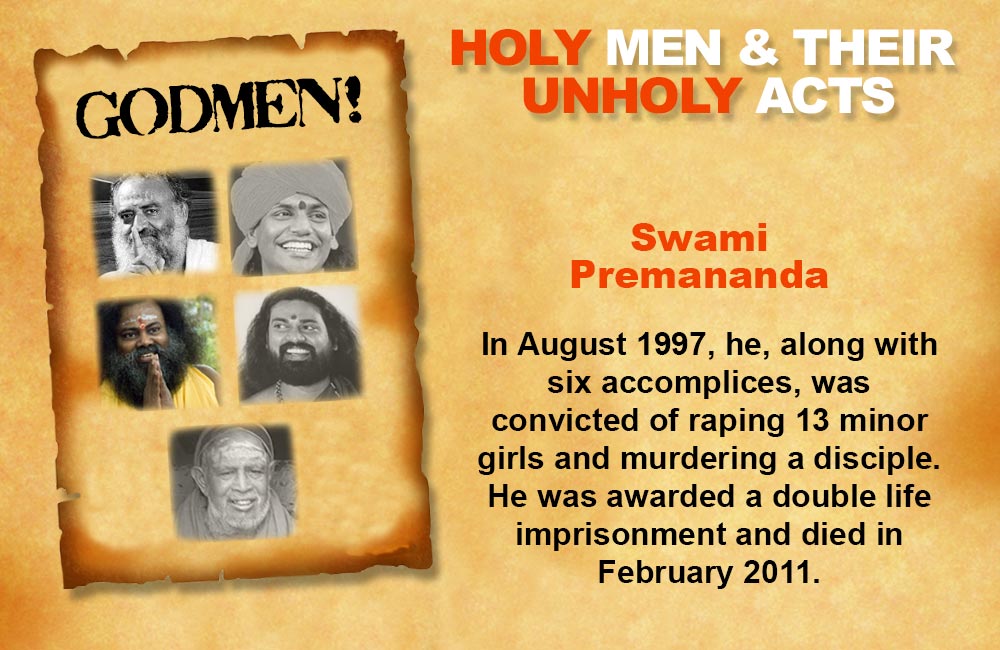 GODMEN!
HOLY MEN & THEIR
UNHOLY ACTS
Swami
Premananda
In August 1997, he, along with
six accomplices, was
convicted of raping 13 minor
girls and murdering a disciple.
He was awarded a double life
imprisonment and died in
February 2011.